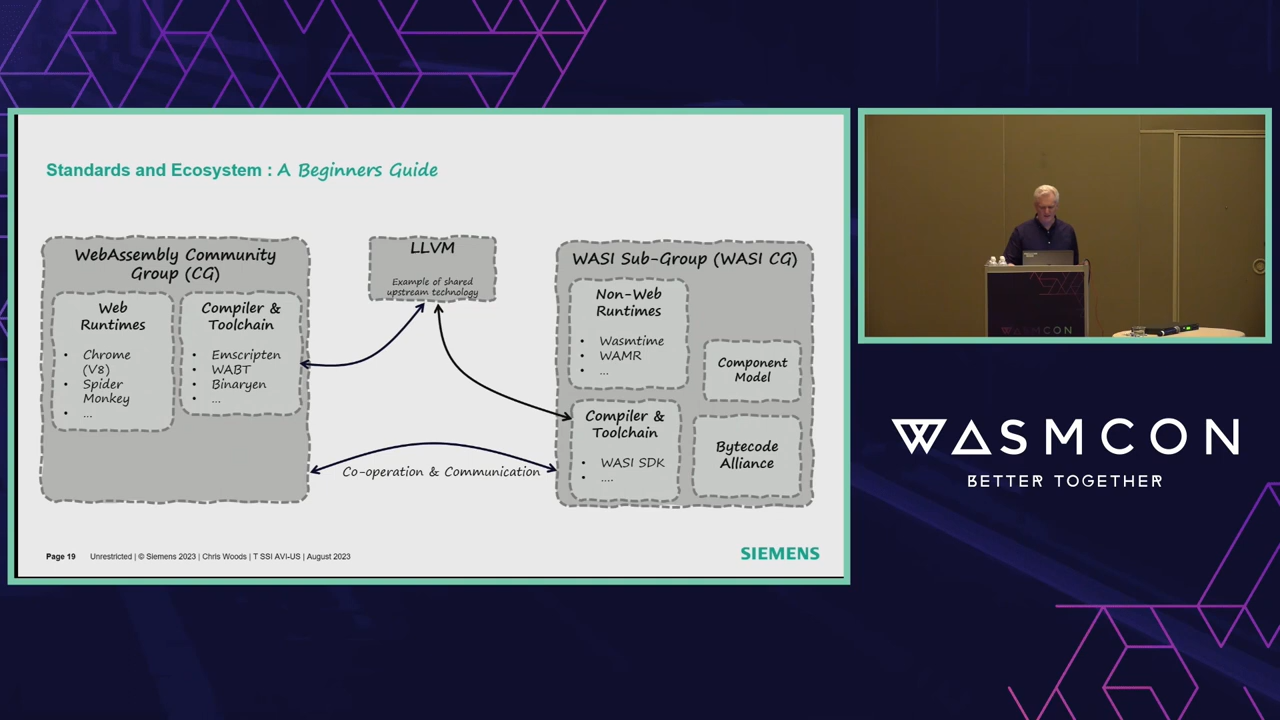 Standards and Ecosystem : A Beginners Guide
WebAssembly Community
Group (CG)
Web
Runtimes
• Chrome
(V8)
• Spider
Monkey
• ...
Compiler &
Toolchain
• Emscripten
• WABT
• Binaryen
• ...
LLVM
Example of shared
upstream technology
Co-operation & Communication
WASI Sub-Group (WASI CG)
Non-Web
Runtimes
• Wasmtime
• WAMR
• ...
Component
Model
Compiler &
Toolchain
• WASI SDK
• ....
Bytecode
Alliance
Page 19 Unrestricted | © Siemens 2023 | Chris Woods | T SSI AVI-US | August 2023
SIEMENS
WASMCON
WASMCON
BETTER TOGETHER